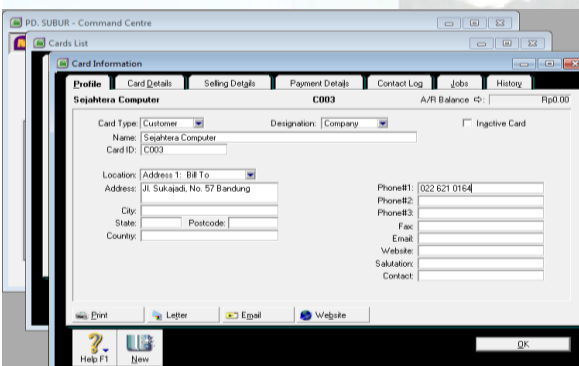 PD. SUBUR - Command Centre
Cards List
Card Information
Profile Card Details Selling Details Payment Details Contact Log Jobs History
Sejahtera Computer C003 A/R Balance ⇨: Rp0.00
Card Type: Customer Designation: Company Inactive Card
Name: Sejahtera Computer
Card ID: C003
Location: Address 1: Bill To
Address: Jl. Sukajadi, No. 57 Bandung Phone#1: 022 621 0164
Phone#2:
City: Phone#3:
State: Postcode: Fax:
Country: Email:
Website:
Salutation:
Contact:
Print Letter Email Website
Help F1 New OK